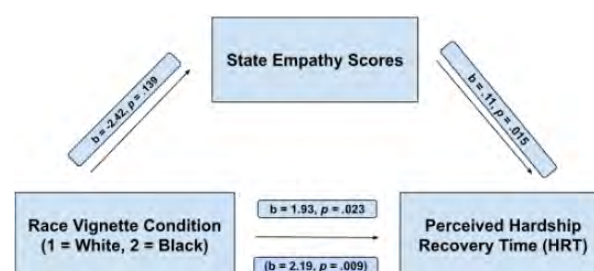 State Empathy Scores
b = -2.42, p = .139
b = .11, p = .015
Race Vignette Condition
(1 = White, 2 = Black)
b = 1.93, p = .023
(b = 2.19, p = .009)
Perceived Hardship
Recovery Time (HRT)